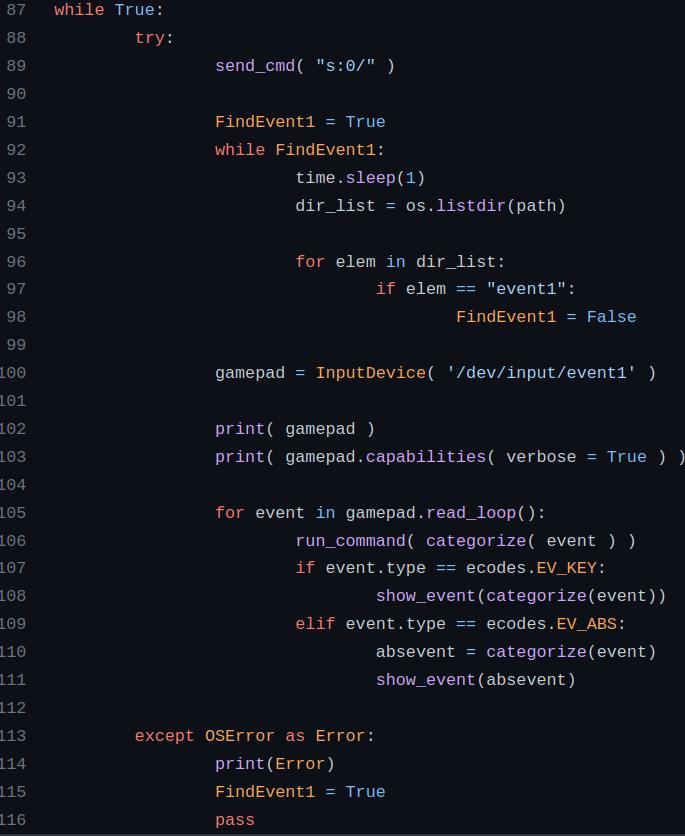 87 while True:
88 try:
89 send_cmd( "s:0/" )
90
91 FindEvent1 = True
92 while FindEvent1:
93 time.sleep(1)
94 dir_list = os.listdir(path)
95
96 for elem in dir_list:
97 if elem == "event1":
98 FindEvent1 = False
99
100 gamepad = InputDevice( '/dev/input/event1' )
101
102 print( gamepad )
103 print( gamepad.capabilities( verbose = True ) )
104
105 for event in gamepad.read_loop():
106 run_command( categorize( event ) )
107 if event.type == ecodes.EV_KEY:
108 show_event(categorize(event))
109 elif event.type == ecodes.EV_ABS:
110 absevent = categorize(event)
111 show_event(absevent)
112
113 except OSError as Error:
114 print(Error)
115 FindEvent1 = True
116 pass